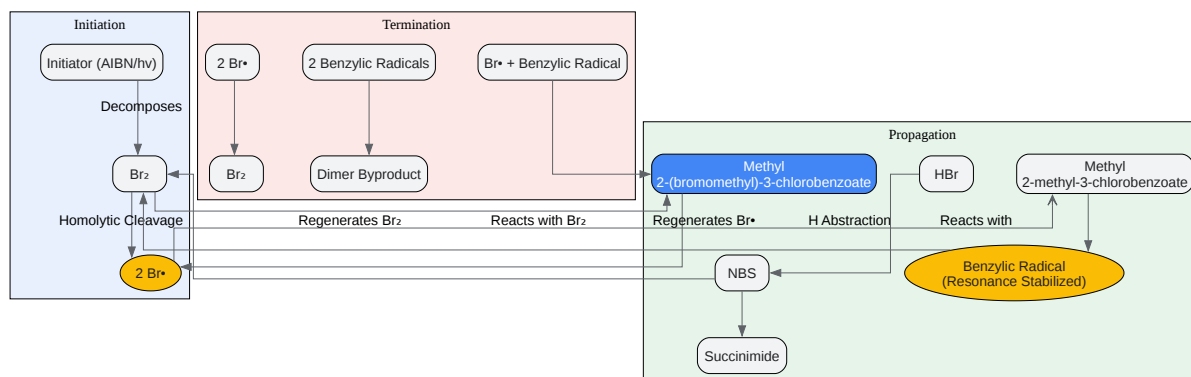 Initiation
Termination
Initiator (AIBN/hv)
2 Br•
2 Benzylic Radicals
Br• + Benzylic Radical
Decomposes
Propagation
Br₂
Br₂
Dimer Byproduct
Methyl
2-(bromomethyl)-3-chlorobenzoate
HBr
Methyl
2-methyl-3-chlorobenzoate
Homolytic Cleavage
Regenerates Br₂
Reacts with Br₂
Regenerates Br•
H Abstraction
Reacts with
2 Br•
NBS
Benzylic Radical
(Resonance Stabilized)
Succinimide